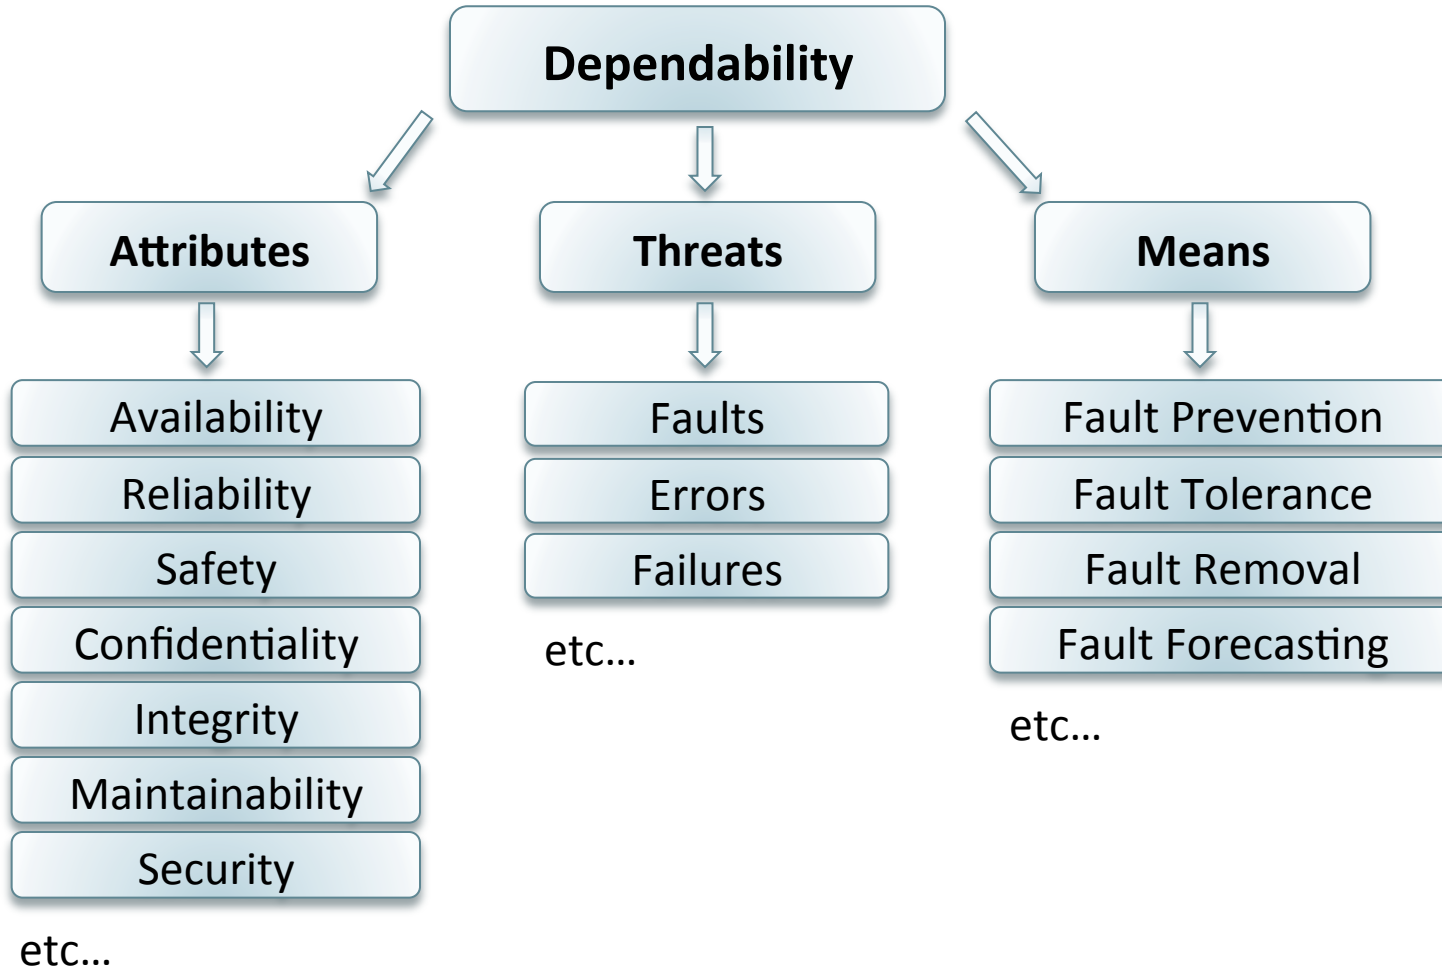 Dependability
Attributes
Threats
Means
Availability
Reliability
Safety
Confidentiality
Integrity
Maintainability
Security
etc...
Faults
Errors
Failures
etc...
Fault Prevention
Fault Tolerance
Fault Removal
Fault Forecasting
etc...